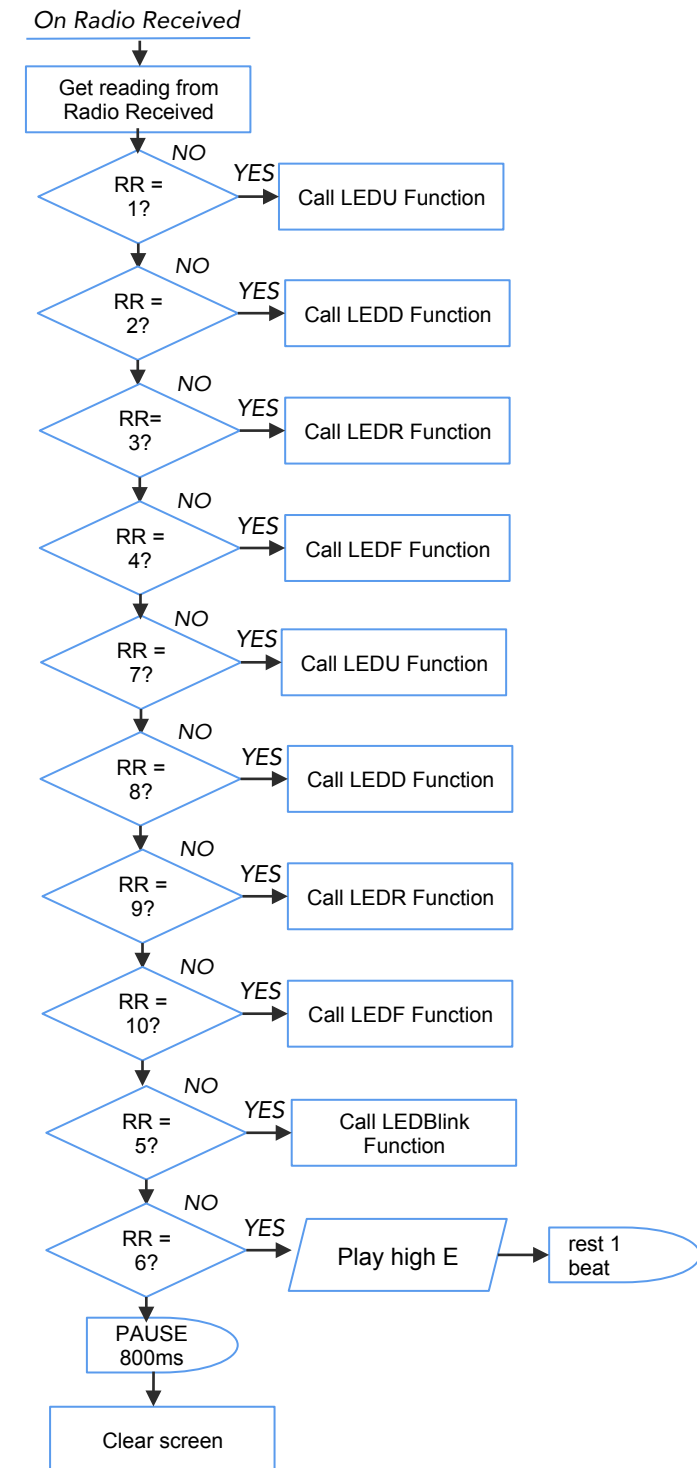 On Radio Received
Get reading from
Radio Received
NO
RR =
1?
YES
Call LEDU Function
NO
RR =
2?
YES
Call LEDD Function
NO
RR=
3?
YES
Call LEDR Function
NO
RR =
4?
YES
Call LEDF Function
NO
RR =
7?
YES
Call LEDU Function
NO
RR =
8?
YES
Call LEDD Function
NO
RR =
9?
YES
Call LEDR Function
NO
RR =
10?
YES
Call LEDF Function
NO
RR =
5?
YES
Call LEDBlink
Function
NO
RR =
6?
YES
Play high E
rest 1
beat
PAUSE
800ms
Clear screen